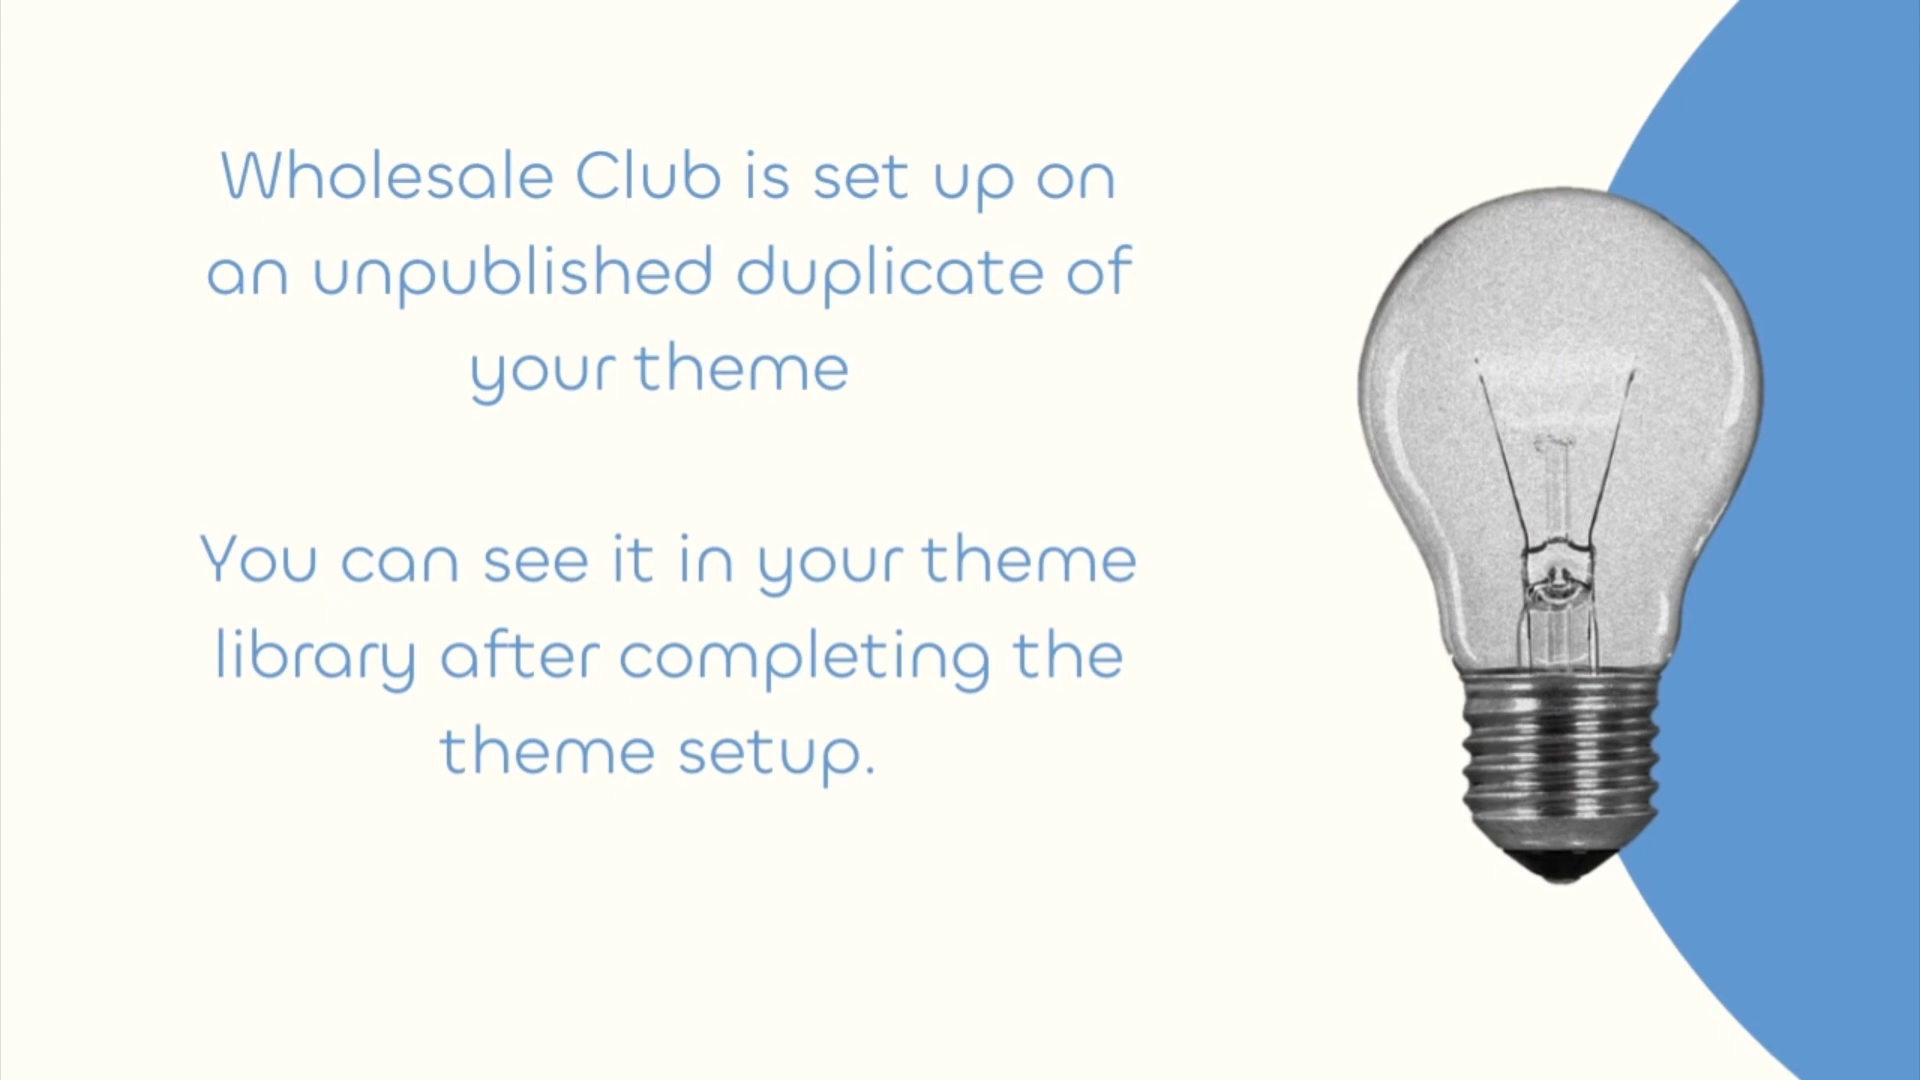 Wholesale Club is set up on
an unpublished duplicate of
your theme
You can see it in your theme
library after completing the
theme setup.